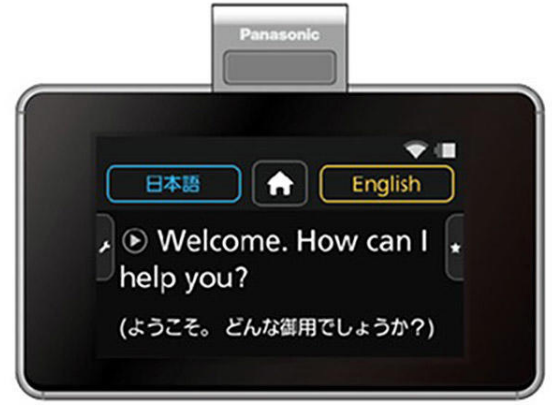 Panasonic
日本語
English
Welcome. How can I
help you?
(ようこそ。 どんな御用でしょうか?)